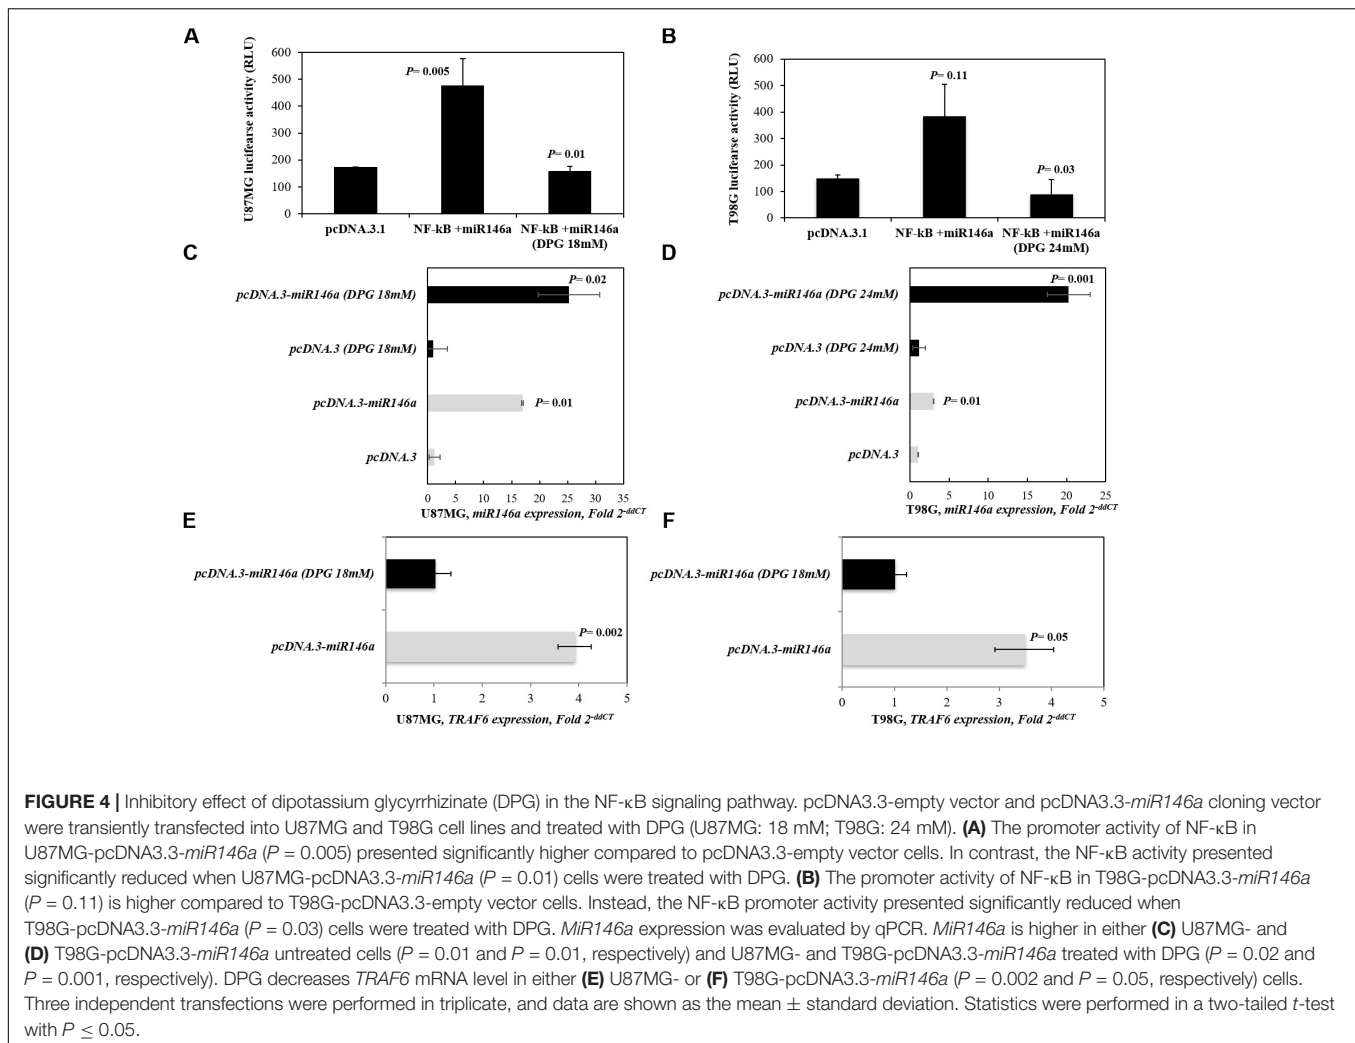 A
U87MG lucifearse activity (RLU)
600
500
400
300
200
100
0
P= 0.005
P= 0.01
pcDNA.3.1
NF-kB +miR146a
NF-kB +miR146a
(DPG 18mM)
B
T98G lucifearse activity (RLU)
600
500
400
300
200
100
0
P= 0.11
P= 0.03
pcDNA.3.1
NF-kB +miR146a
NF-kB +miR146a
(DPG 24mM)
C
pcDNA.3-miR146a (DPG 18mM)
P= 0.02
pcDNA.3 (DPG 18mM)
pcDNA.3-miR146a
P= 0.01
pcDNA.3
0 5 10 15 20 25 30 35
U87MG, miR146a expression, Fold 2-ddCT
D
pcDNA.3-miR146a (DPG 24mM)
P= 0.001
pcDNA.3 (DPG 24mM)
pcDNA.3-miR146a
P= 0.01
pcDNA.3
0 5 10 15 20 25
T98G, miR146a expression, Fold 2-ddCT
E
pcDNA.3-miR146a (DPG 18mM)
pcDNA.3-miR146a
P= 0.002
0 1 2 3 4 5
U87MG, TRAF6 expression, Fold 2-ddCT
F
pcDNA.3-miR146a (DPG 18mM)
pcDNA.3-miR146a
P= 0.05
0 1 2 3 4 5
T98G, TRAF6 expression, Fold 2-ddCT
FIGURE 4 | Inhibitory effect of dipotassium glycyrrhizinate (DPG) in the NF-κB signaling pathway. pcDNA3.3-empty vector and pcDNA3.3-miR146a cloning vector
were transiently transfected into U87MG and T98G cell lines and treated with DPG (U87MG: 18 mM; T98G: 24 mM). (A) The promoter activity of NF-κB in
U87MG-pcDNA3.3-miR146a (P = 0.005) presented significantly higher compared to pcDNA3.3-empty vector cells. In contrast, the NF-κB activity presented
significantly reduced when U87MG-pcDNA3.3-miR146a (P = 0.01) cells were treated with DPG. (B) The promoter activity of NF-κB in T98G-pcDNA3.3-miR146a
(P = 0.11) is higher compared to T98G-pcDNA3.3-empty vector cells. Instead, the NF-κB promoter activity presented significantly reduced when
T98G-pcDNA3.3-miR146a (P = 0.03) cells were treated with DPG. MiR146a expression was evaluated by qPCR. MiR146a is higher in either (C) U87MG- and
(D) T98G-pcDNA3.3-miR146a untreated cells (P = 0.01 and P = 0.01, respectively) and U87MG- and T98G-pcDNA3.3-miR146a treated with DPG (P = 0.02 and
P = 0.001, respectively). DPG decreases TRAF6 mRNA level in either (E) U87MG- or (F) T98G-pcDNA3.3-miR146a (P = 0.002 and P = 0.05, respectively) cells.
Three independent transfections were performed in triplicate, and data are shown as the mean ± standard deviation. Statistics were performed in a two-tailed t-test
with P ≤ 0.05.